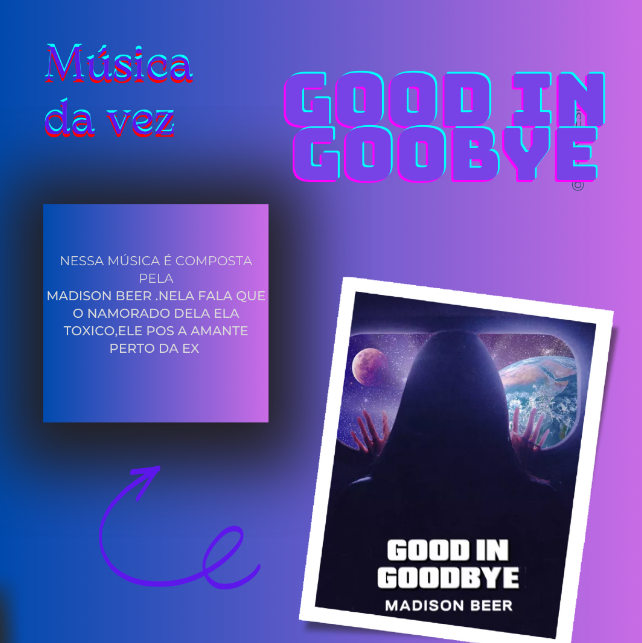 Música
da vez
GOOD IN
GOOBYE
NESSA MÚSICA É COMPOSTA
PELA
MADISON BEER .NELA FALA QUE
O NAMORADO DELA ELA
TOXICO,ELE POS A AMANTE
PERTO DA EX
GOOD IN
GOODBYE
MADISON BEER